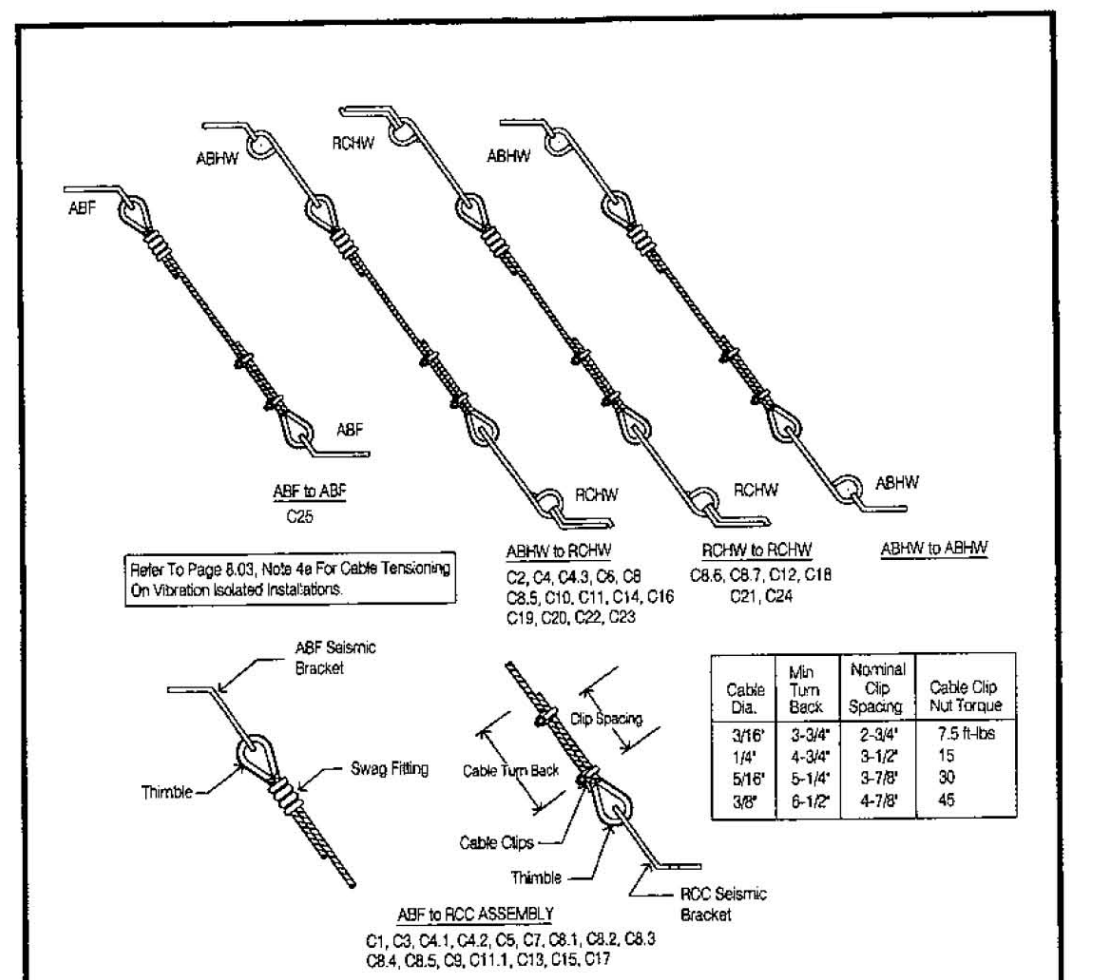 RCHW
ABHW
ABHW
ABF
ABF
RCHW
RCHW
ABHW
ABF to ABF
C25
ABHW to RCHW
C2, C4, C4.3, C6, C8
C8.5, C10, C11, C14, C16
C19, C20, C22, C23
RCHW to RCHW
C8.6, C8.7, C12, C18
C21, C24
ABHW to ABHW
Refer To Page 8.03, Note 4e For Cable Tensioning
On Vibration Isolated Installations.
ABF Seismic
Bracket
Thimble
Swag Fitting
Clip Spacing
Cable Turn Back
Cable Clips
Thimble
RCC Seismic
Bracket
Cable Dia. Min Turn Back Nominal Clip Spacing Cable Clip Nut Torque
3/16" 3-3/4" 2-3/4" 7.5 ft-lbs
1/4" 4-3/4" 3-1/2" 15
5/16" 5-1/4" 3-7/8" 30
3/8" 6-1/2" 4-7/8" 45
ABF to RCC ASSEMBLY
C1, C3, C4.1, C4.2, C5, C7, C8.1, C8.2, C8.3
C8.4, C8.5, C9, C11.1, C13, C15, C17